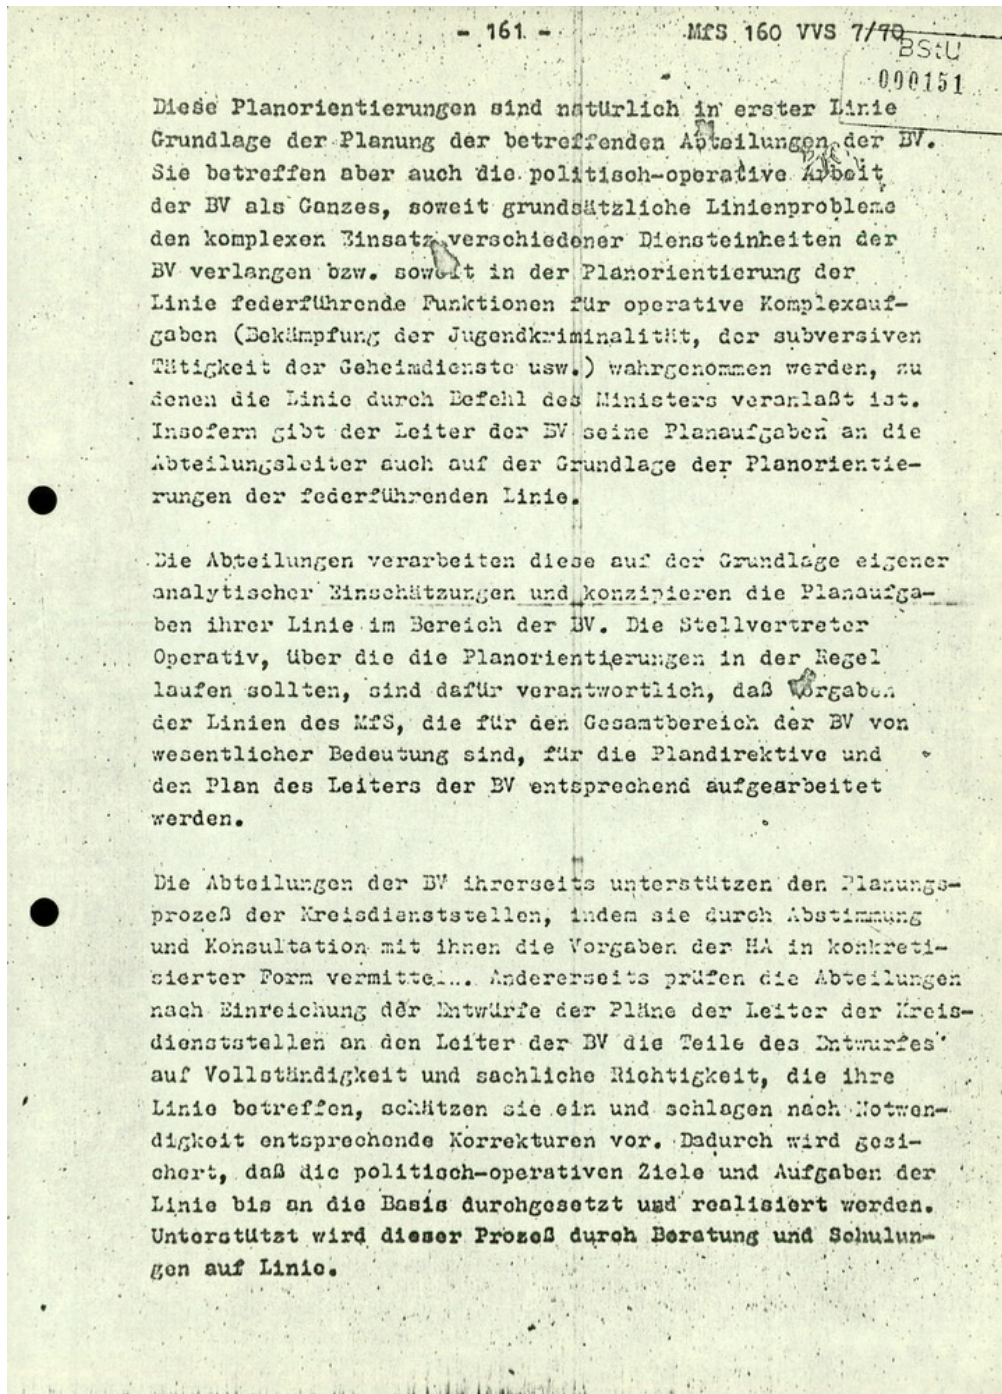 - 161 - MfS 160 VVS 7/70
BStU
000151
Diese Planorientierungen sind natürlich in erster Linie
Grundlage der Planung der betreffenden Abteilungen der BV.
Sie betreffen aber auch die politisch-operative Arbeit
der BV als Ganzes, soweit grundsätzliche Linienprobleme
den komplexen Einsatz verschiedener Diensteinheiten der
BV verlangen bzw. soweit in der Planorientierung der
Linie federführende Funktionen für operative Komplexauf-
gaben (Bekämpfung der Jugendkriminalität, der subversiven
Tätigkeit der Geheimdienste usw.) wahrgenommen werden, zu
denen die Linie durch Befehl des Ministers veranlaßt ist.
Insofern gibt der Leiter der BV seine Planaufgaben an die
Abteilungsleiter auch auf der Grundlage der Planorientie-
rungen der federführenden Linie.
Die Abteilungen verarbeiten diese auf der Grundlage eigener
analytischer Einschätzungen und konzipieren die Planaufga-
ben ihrer Linie im Bereich der BV. Die Stellvertreter
Operativ, über die die Planorientierungen in der Regel
laufen sollten, sind dafür verantwortlich, daß Vorgaben
der Linien des MfS, die für den Gesamtbereich der BV von
wesentlicher Bedeutung sind, für die Plandirektive und
den Plan des Leiters der BV entsprechend aufgearbeitet
werden.
Die Abteilungen der BV ihrerseits unterstützen den Planungs-
prozeß der Kreisdienststellen, indem sie durch Abstimmung
und Konsultation mit ihnen die Vorgaben der HA in konkreti-
sierter Form vermitteln. Andererseits prüfen die Abteilungen
nach Einreichung der Entwürfe der Pläne der Leiter der Kreis-
dienststellen an den Leiter der BV die Teile des Entwurfes
auf Vollständigkeit und sachliche Richtigkeit, die ihre
Linie betreffen, schätzen sie ein und schlagen nach Notwen-
digkeit entsprechende Korrekturen vor. Dadurch wird gesi-
chert, daß die politisch-operativen Ziele und Aufgaben der
Linie bis an die Basis durchgesetzt und realisiert werden.
Unterstützt wird dieser Prozeß durch Beratung und Schulun-
gen auf Linie.